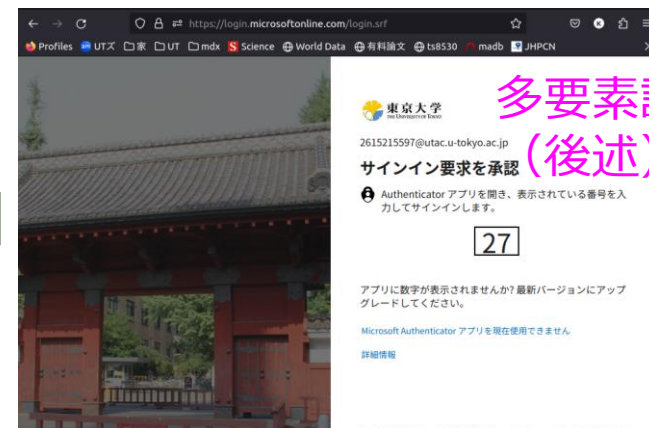 https://login.microsoftonline.com/login.srf
Profiles UTズ 家 UT mdx S Science World Data 有料論文 ts8530 madb JHPCN
東京大学
THE UNIVERSITY OF TOKYO
多要素
2615215597@utac.u-tokyo.ac.jp
サインイン要求を承認
(後述)
Authenticator アプリを開き、表示されている番号を入
力してサインインします。
27
アプリに数字が表示されませんか? 最新バージョンにアップ
グレードしてください。
Microsoft Authenticator アプリを現在使用できません
詳細情報